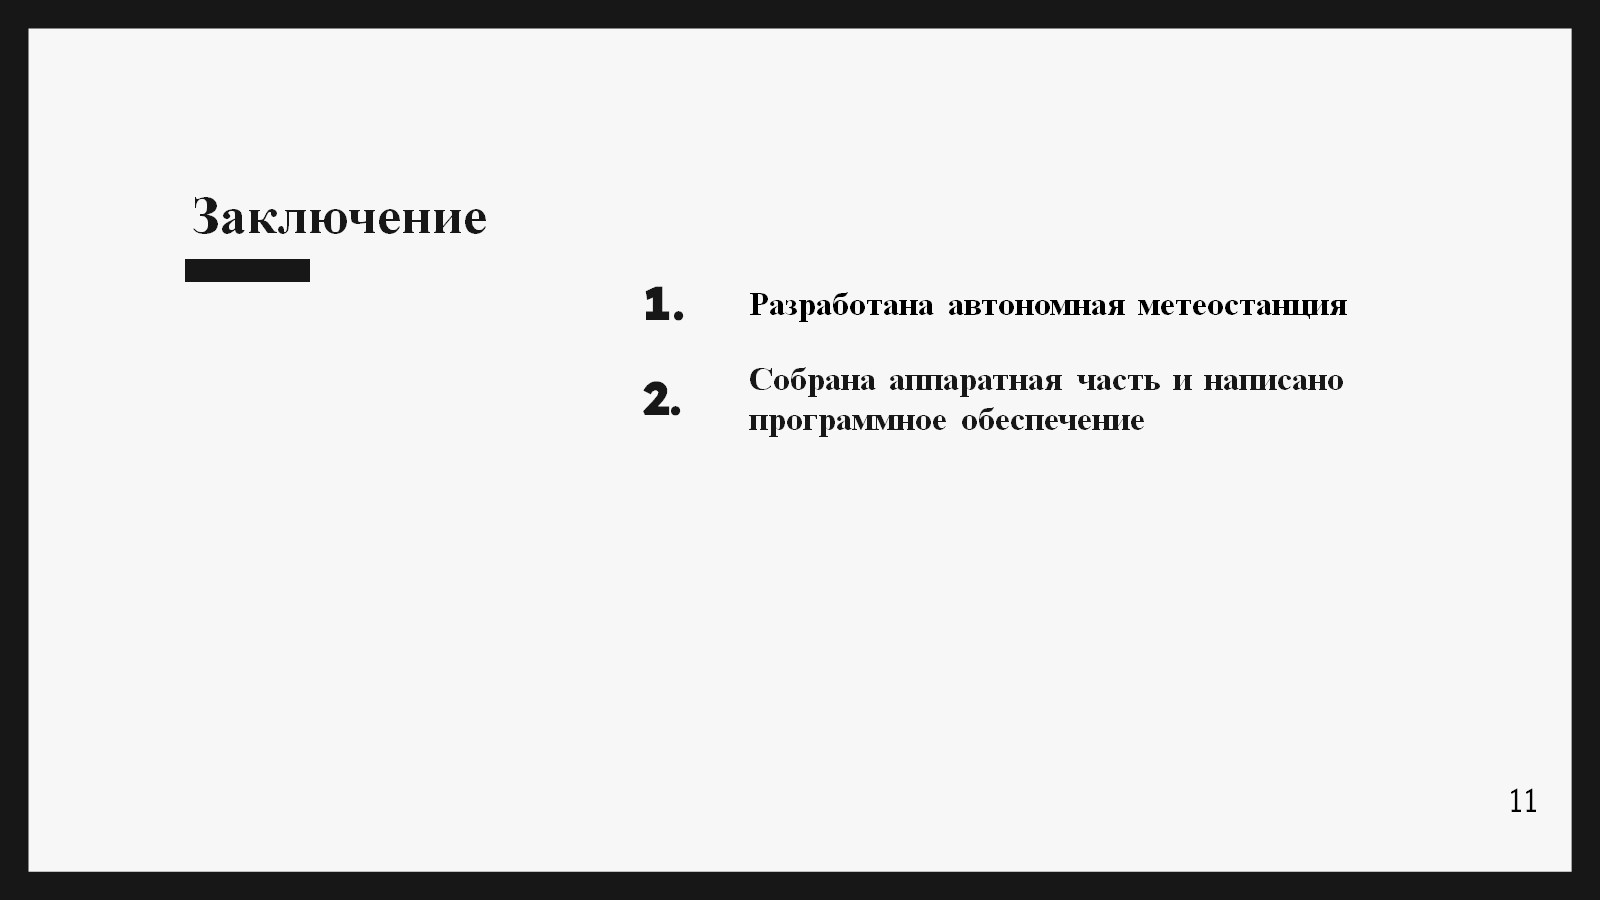 Заключение
1. Разработана автономная метеостанция
2. Собрана аппаратная часть и написано
программное обеспечение
11